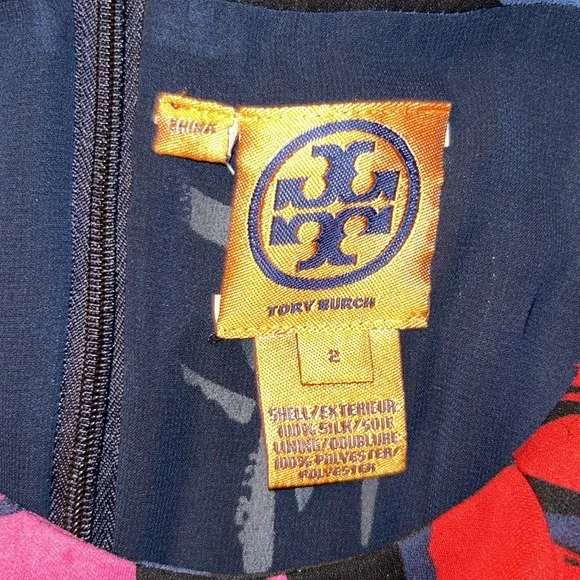 CHINA
TORY BURCH
2
SHELL/EXTERIEUR:
100% SILK/SOIE
LINING/DOUBLURE:
100% POLYESTER/
POLYESTER